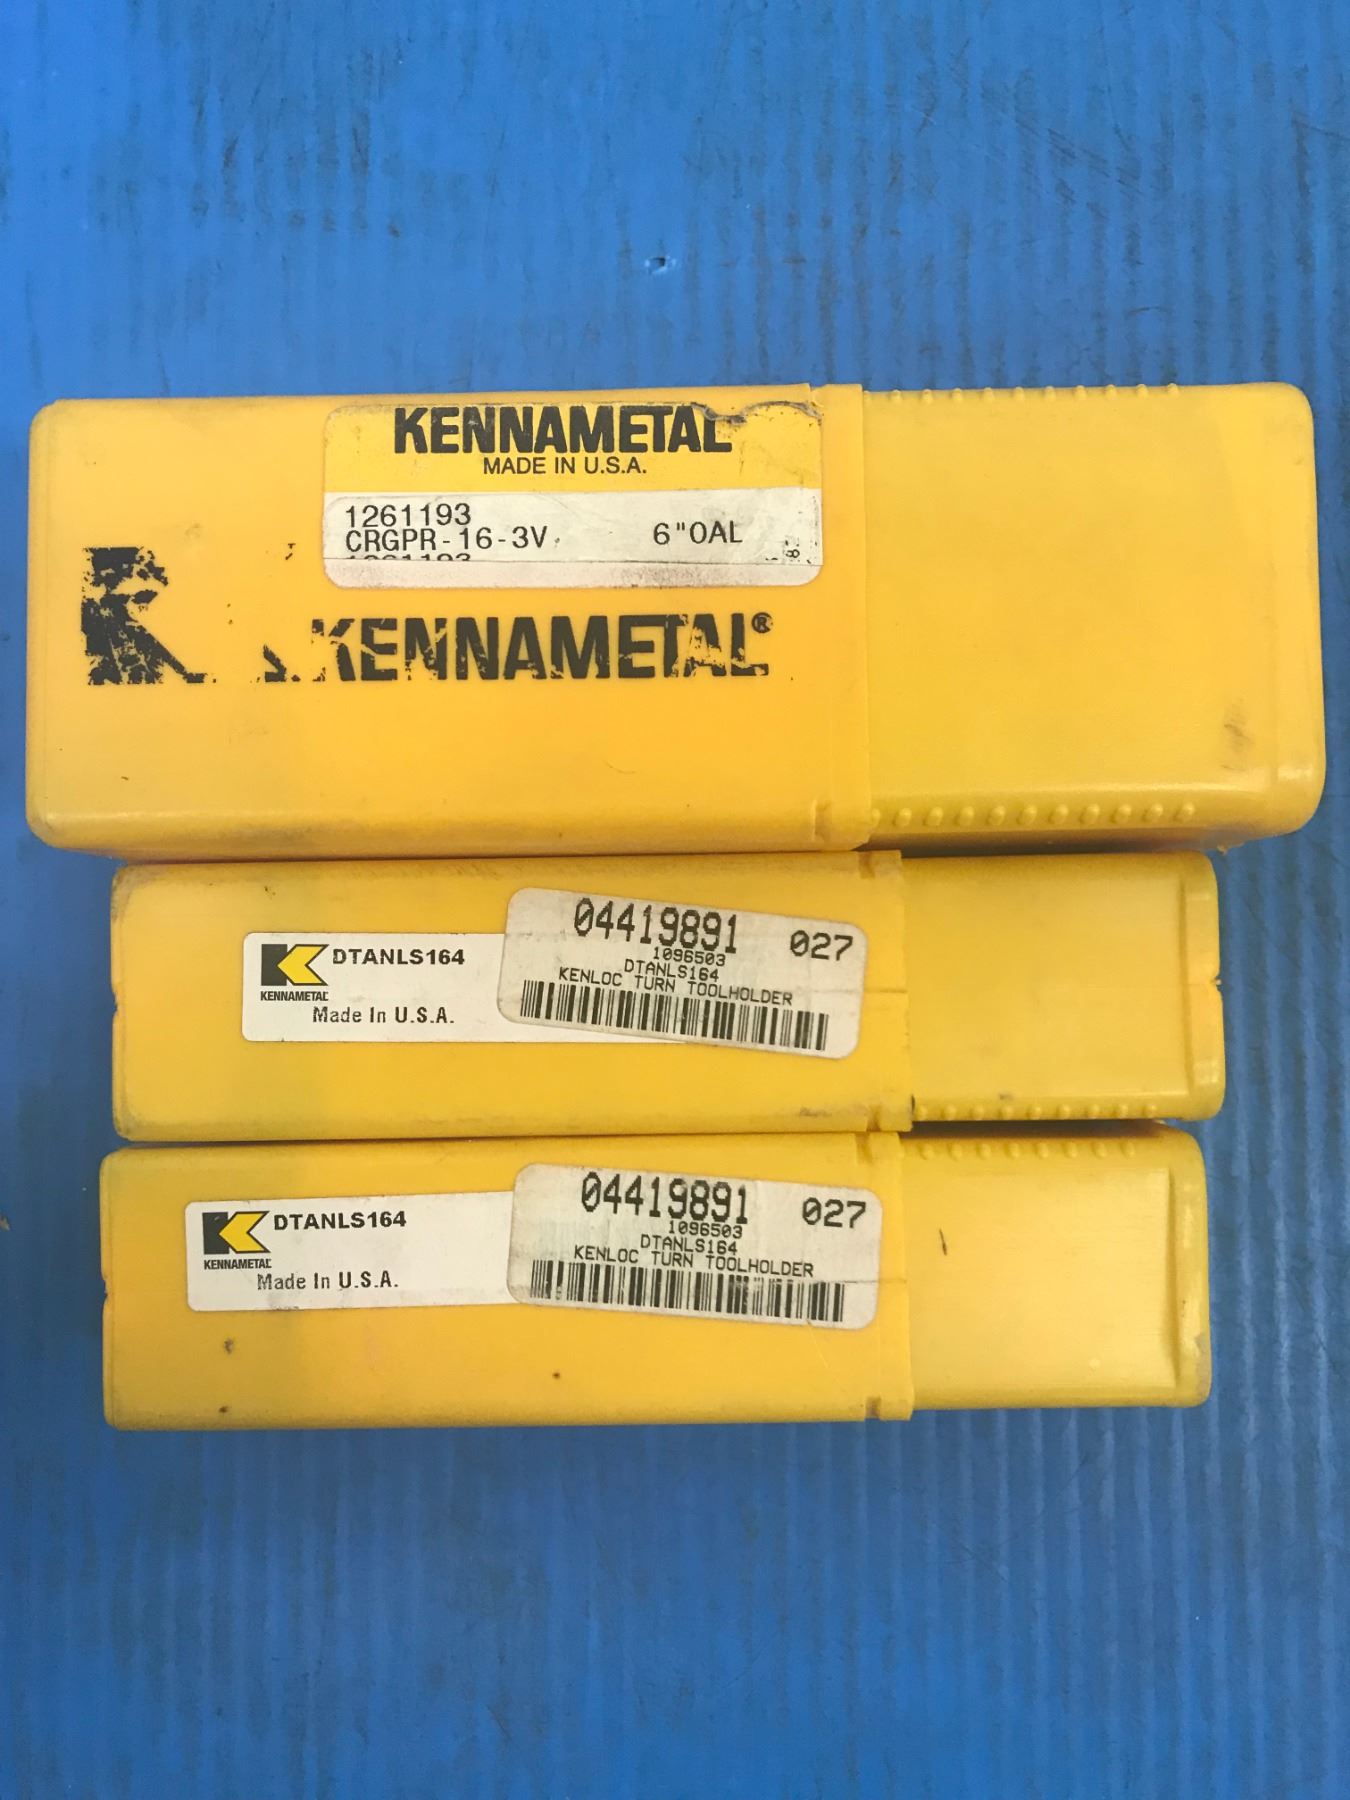 KENNAMETAL
MADE IN U.S.A.
1261193
CRGPR-16-3V. 6"OAL
1261193
KENNAMETAL®
DTANLS164
KENNAMETAL
Made In U.S.A.
04419891 027
1096503
DTANLS164
KENLOC TURN TOOLHOLDER
DTANLS164
KENNAMETAL
Made In U.S.A.
04419891 027
1096503
DTANLS164
KENLOC TURN TOOLHOLDER